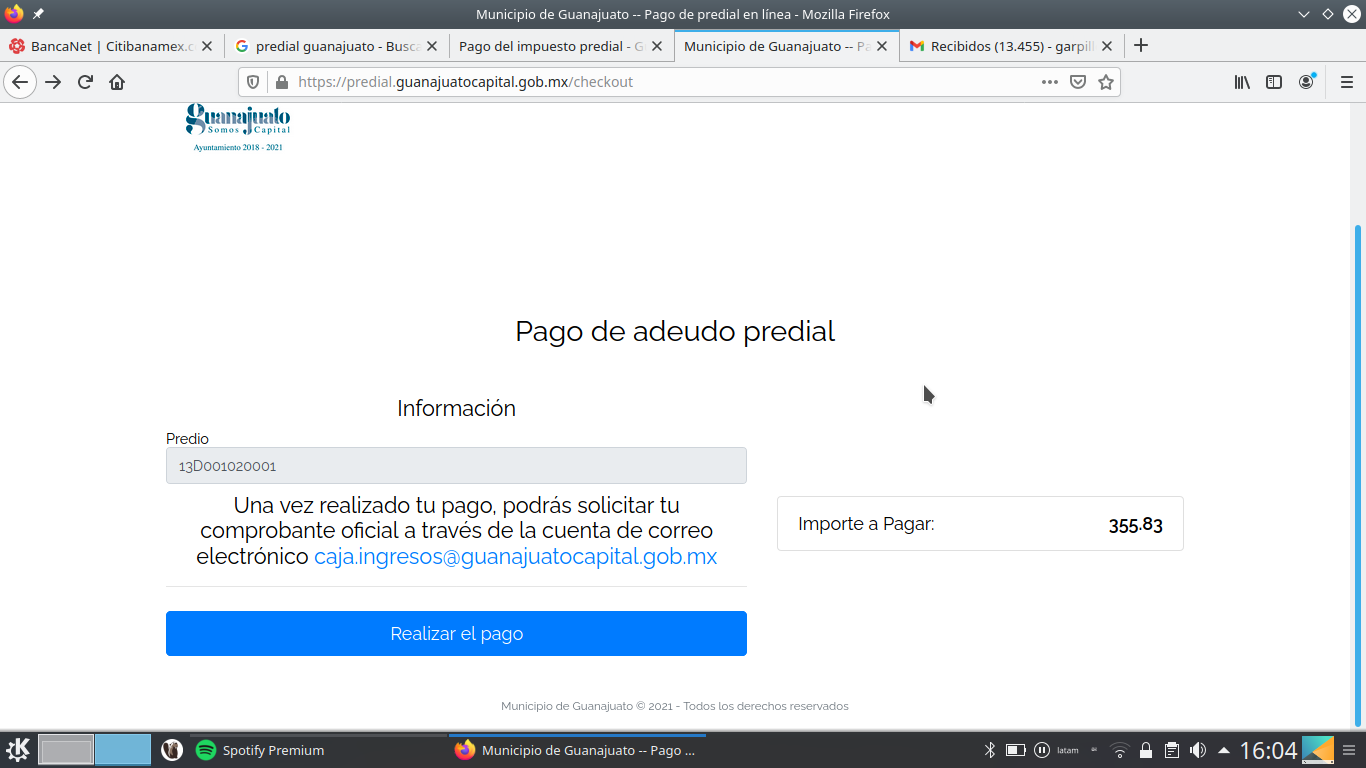 Municipio de Guanajuato -- Pago de predial en línea - Mozilla Firefox
BancaNet | Citibanamex.c
predial guanajuato - Busca
Pago del impuesto predial - G
Municipio de Guanajuato -- Pa
Recibidos (13.455) - garpill
https://predial.guanajuatocapital.gob.mx/checkout
guanajuato
Somos Capital
Ayuntamiento 2018 - 2021
Pago de adeudo predial
Información
Predio
13D001020001
Una vez realizado tu pago, podrás solicitar tu
comprobante oficial a través de la cuenta de correo
electrónico caja.ingresos@guanajuatocapital.gob.mx
Importe a Pagar: 355.83
Realizar el pago
Municipio de Guanajuato © 2021 - Todos los derechos reservados
Spotify Premium
Municipio de Guanajuato -- Pago ...
latam
16:04